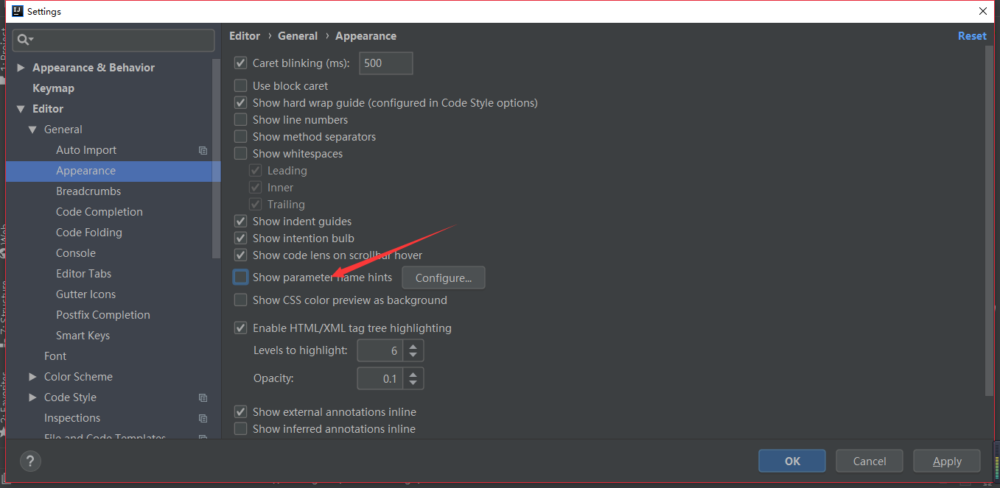 Settings
Editor › General › Appearance
Reset
Appearance & Behavior
Keymap
Editor
General
Auto Import
Appearance
Breadcrumbs
Code Completion
Code Folding
Console
Editor Tabs
Gutter Icons
Postfix Completion
Smart Keys
Font
Color Scheme
Code Style
Inspections
File and Code Templates
Caret blinking (ms): 500
Use block caret
Show hard wrap guide (configured in Code Style options)
Show line numbers
Show method separators
Show whitespaces
Leading
Inner
Trailing
Show indent guides
Show intention bulb
Show code lens on scrollbar hover
Show parameter name hints Configure...
Show CSS color preview as background
Enable HTML/XML tag tree highlighting
Levels to highlight: 6
Opacity: 0.1
Show external annotations inline
Show inferred annotations inline
? OK Cancel Apply